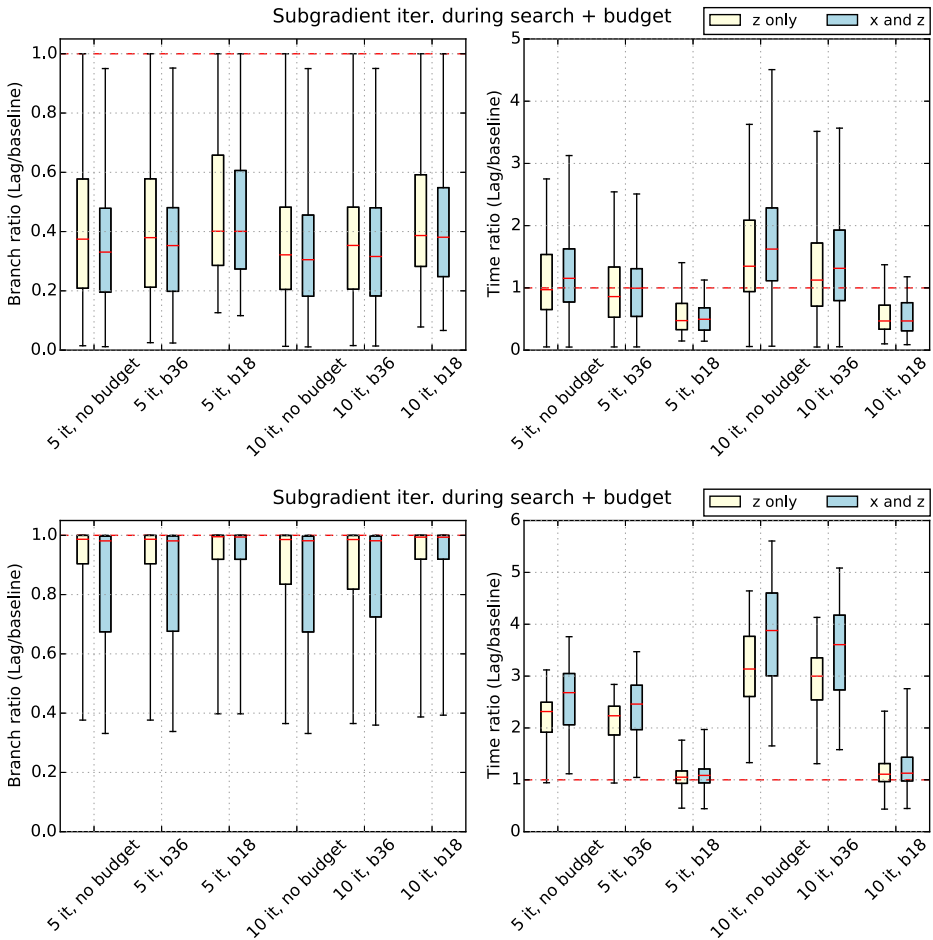 Subgradient iter. during search + budget
z only
x and z
Branch ratio (Lag/baseline)
1.0
0.8
0.6
0.4
0.2
0.0
5 it, no budget
5 it, b36
5 it, b18
10 it, no budget
10 it, b36
10 it, b18
Time ratio (Lag/baseline)
5
4
3
2
1
0
5 it, no budget
5 it, b36
5 it, b18
10 it, no budget
10 it, b36
10 it, b18
Subgradient iter. during search + budget
z only
x and z
Branch ratio (Lag/baseline)
1.0
0.8
0.6
0.4
0.2
0.0
5 it, no budget
5 it, b36
5 it, b18
10 it, no budget
10 it, b36
10 it, b18
Time ratio (Lag/baseline)
6
5
4
3
2
1
0
5 it, no budget
5 it, b36
5 it, b18
10 it, no budget
10 it, b36
10 it, b18